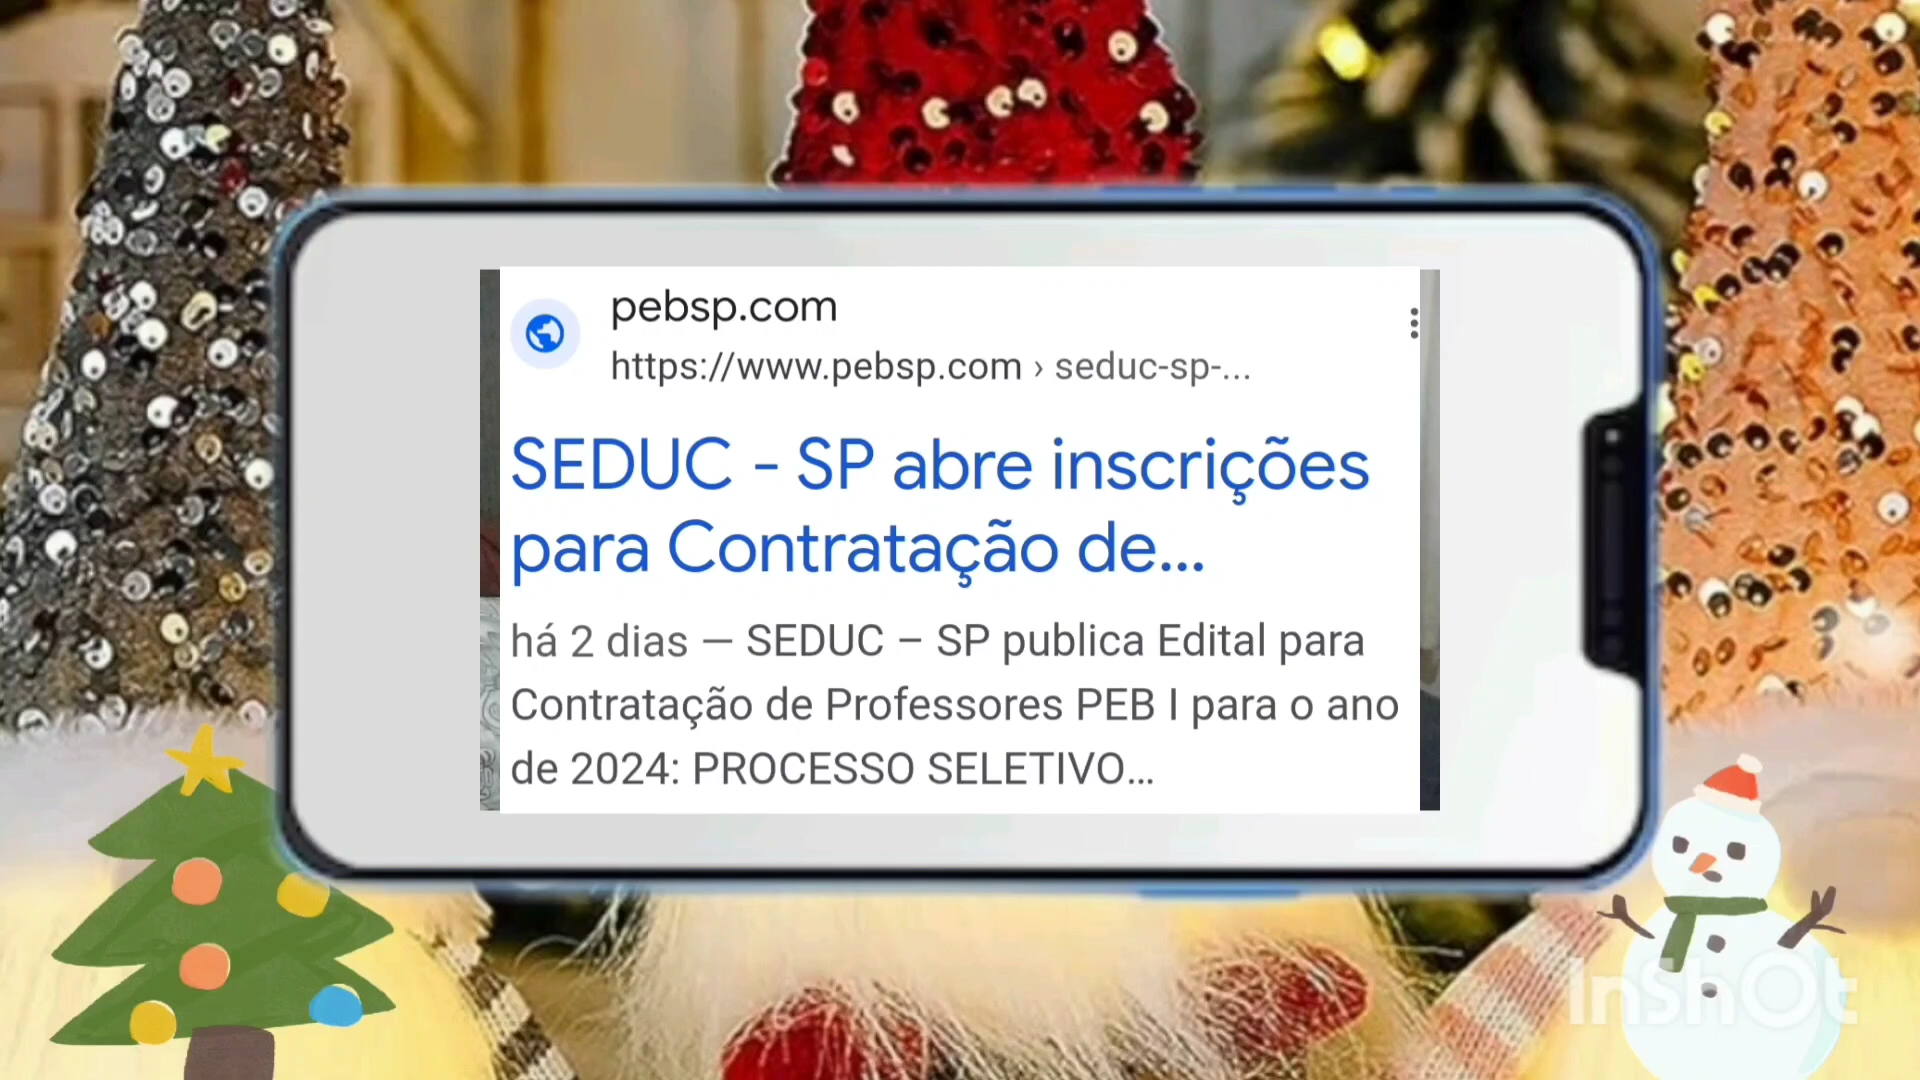 pebsp.com
https://www.pebsp.com › seduc-sp-...
SEDUC - SP abre inscrições
para Contratação de...
há 2 dias — SEDUC – SP publica Edital para
Contratação de Professores PEB I para o ano
de 2024: PROCESSO SELETIVO...
InShOt